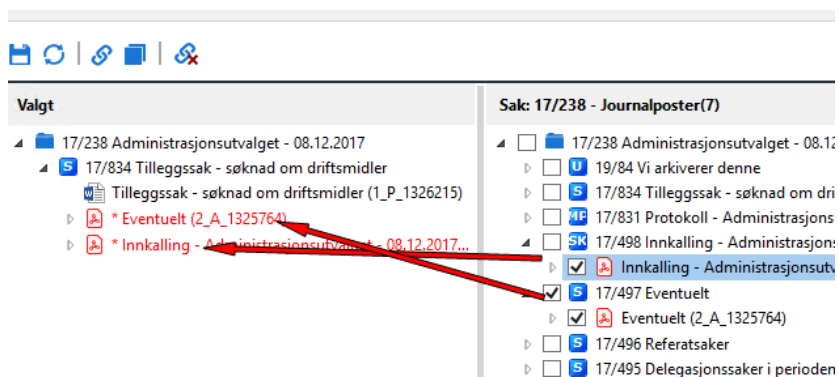 Valgt
17/238 Administrasjonsutvalget - 08.12.2017
S 17/834 Tilleggssak - søknad om driftsmidler
Tilleggssak - søknad om driftsmidler (1_P_1326215)
* Eventuelt (2_A_1325764)
* Innkalling - Administrasjonsutvalget - 08.12.2017...
Sak: 17/238 - Journalposter(7)
17/238 Administrasjonsutvalget - 08.12
U 19/84 Vi arkiverer denne
S 17/834 Tilleggssak - søknad om dri
MF 17/831 Protokoll - Administrasjons
SK 17/498 Innkalling - Administrasjons
Innkalling - Administrasjonsutv
S 17/497 Eventuelt
Eventuelt (2_A_1325764)
S 17/496 Referatsaker
S 17/495 Delegasjonssaker i perioden